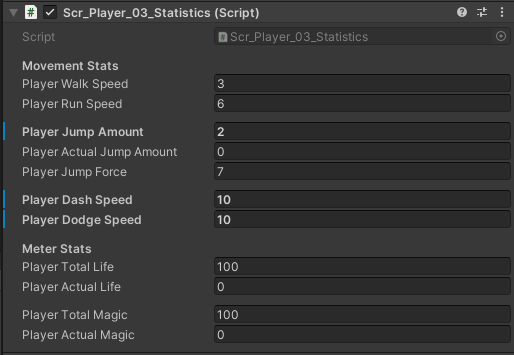 Scr_Player_03_Statistics (Script)
Script Scr_Player_03_Statistics
Movement Stats
Player Walk Speed 3
Player Run Speed 6
Player Jump Amount 2
Player Actual Jump Amount 0
Player Jump Force 7
Player Dash Speed 10
Player Dodge Speed 10
Meter Stats
Player Total Life 100
Player Actual Life 0
Player Total Magic 100
Player Actual Magic 0